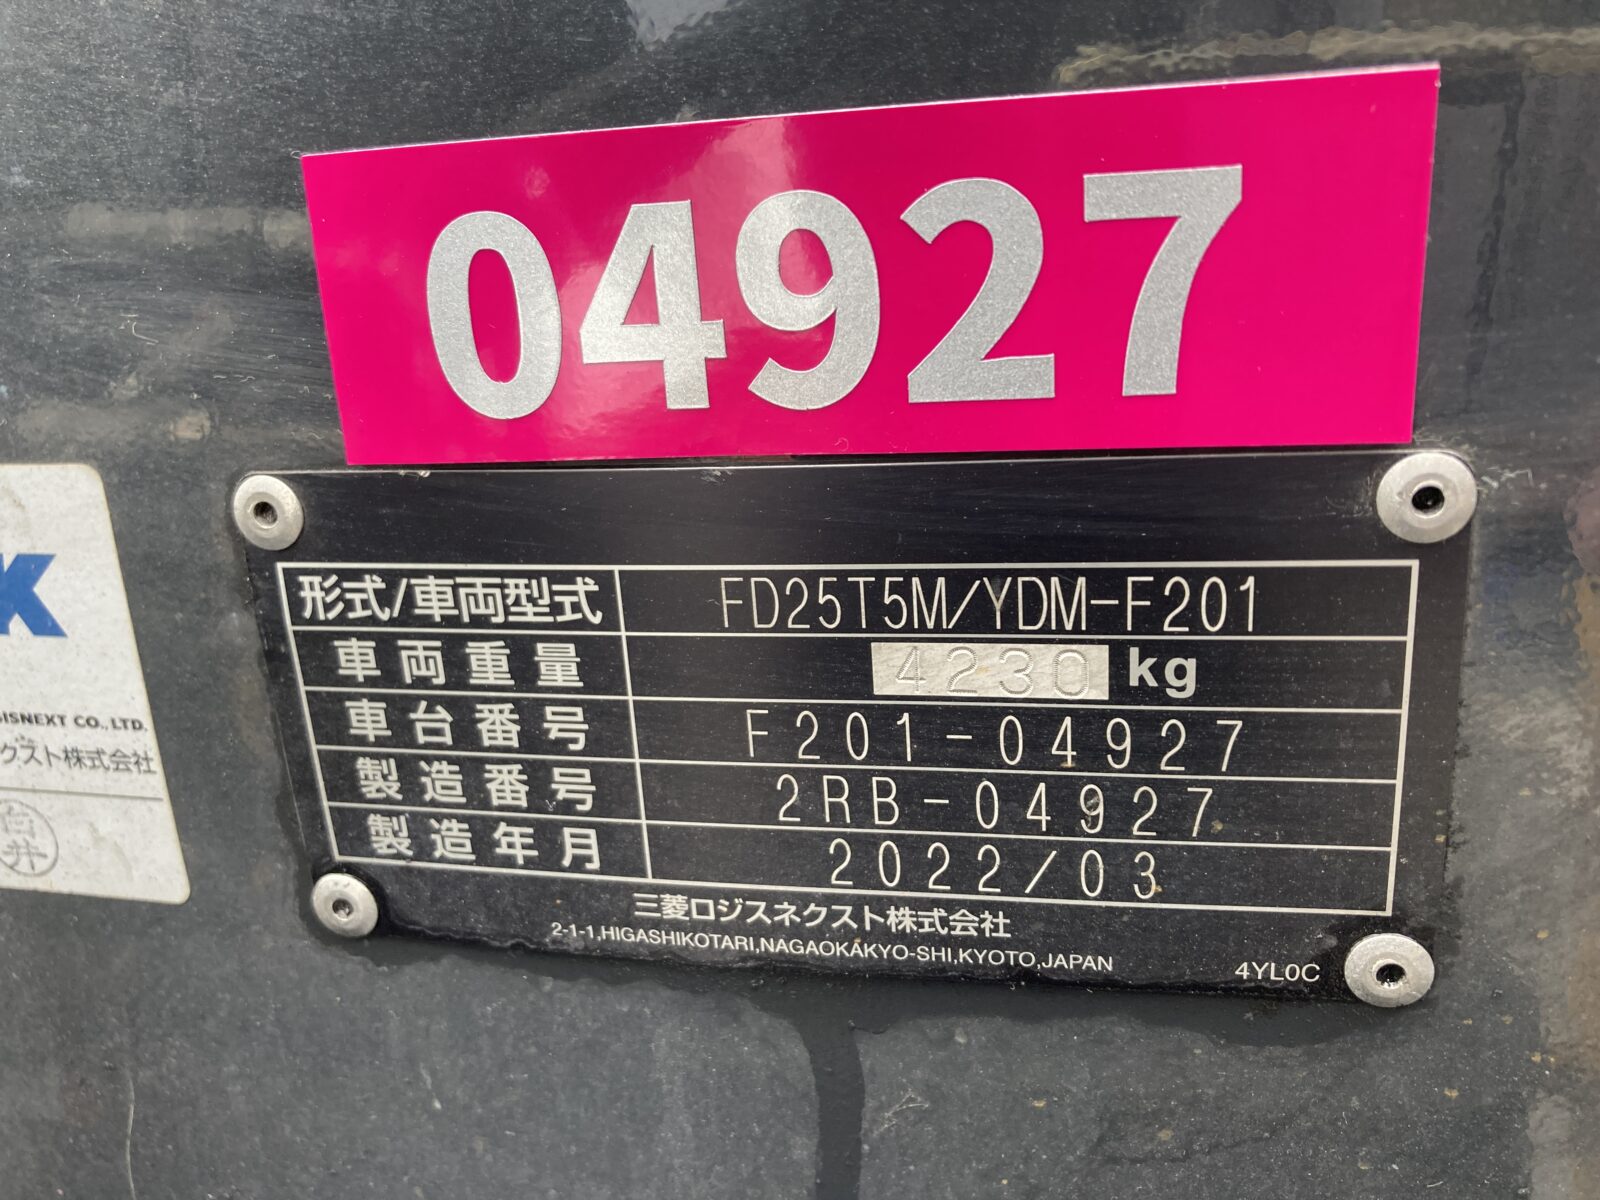 04927
形式/車両型式 FD25T5M/YDM-F201
車両重量 4230 kg
車台番号 F201-04927
製造番号 2RB-04927
製造年月 2022/03
三菱ロジスネクスト株式会社
2-1-1,HIGASHIKOTARI,NAGAOKAKYO-SHI,KYOTO,JAPAN
4YL0C
K
ISNEXT CO.,LTD.
クスト株式会社
白井